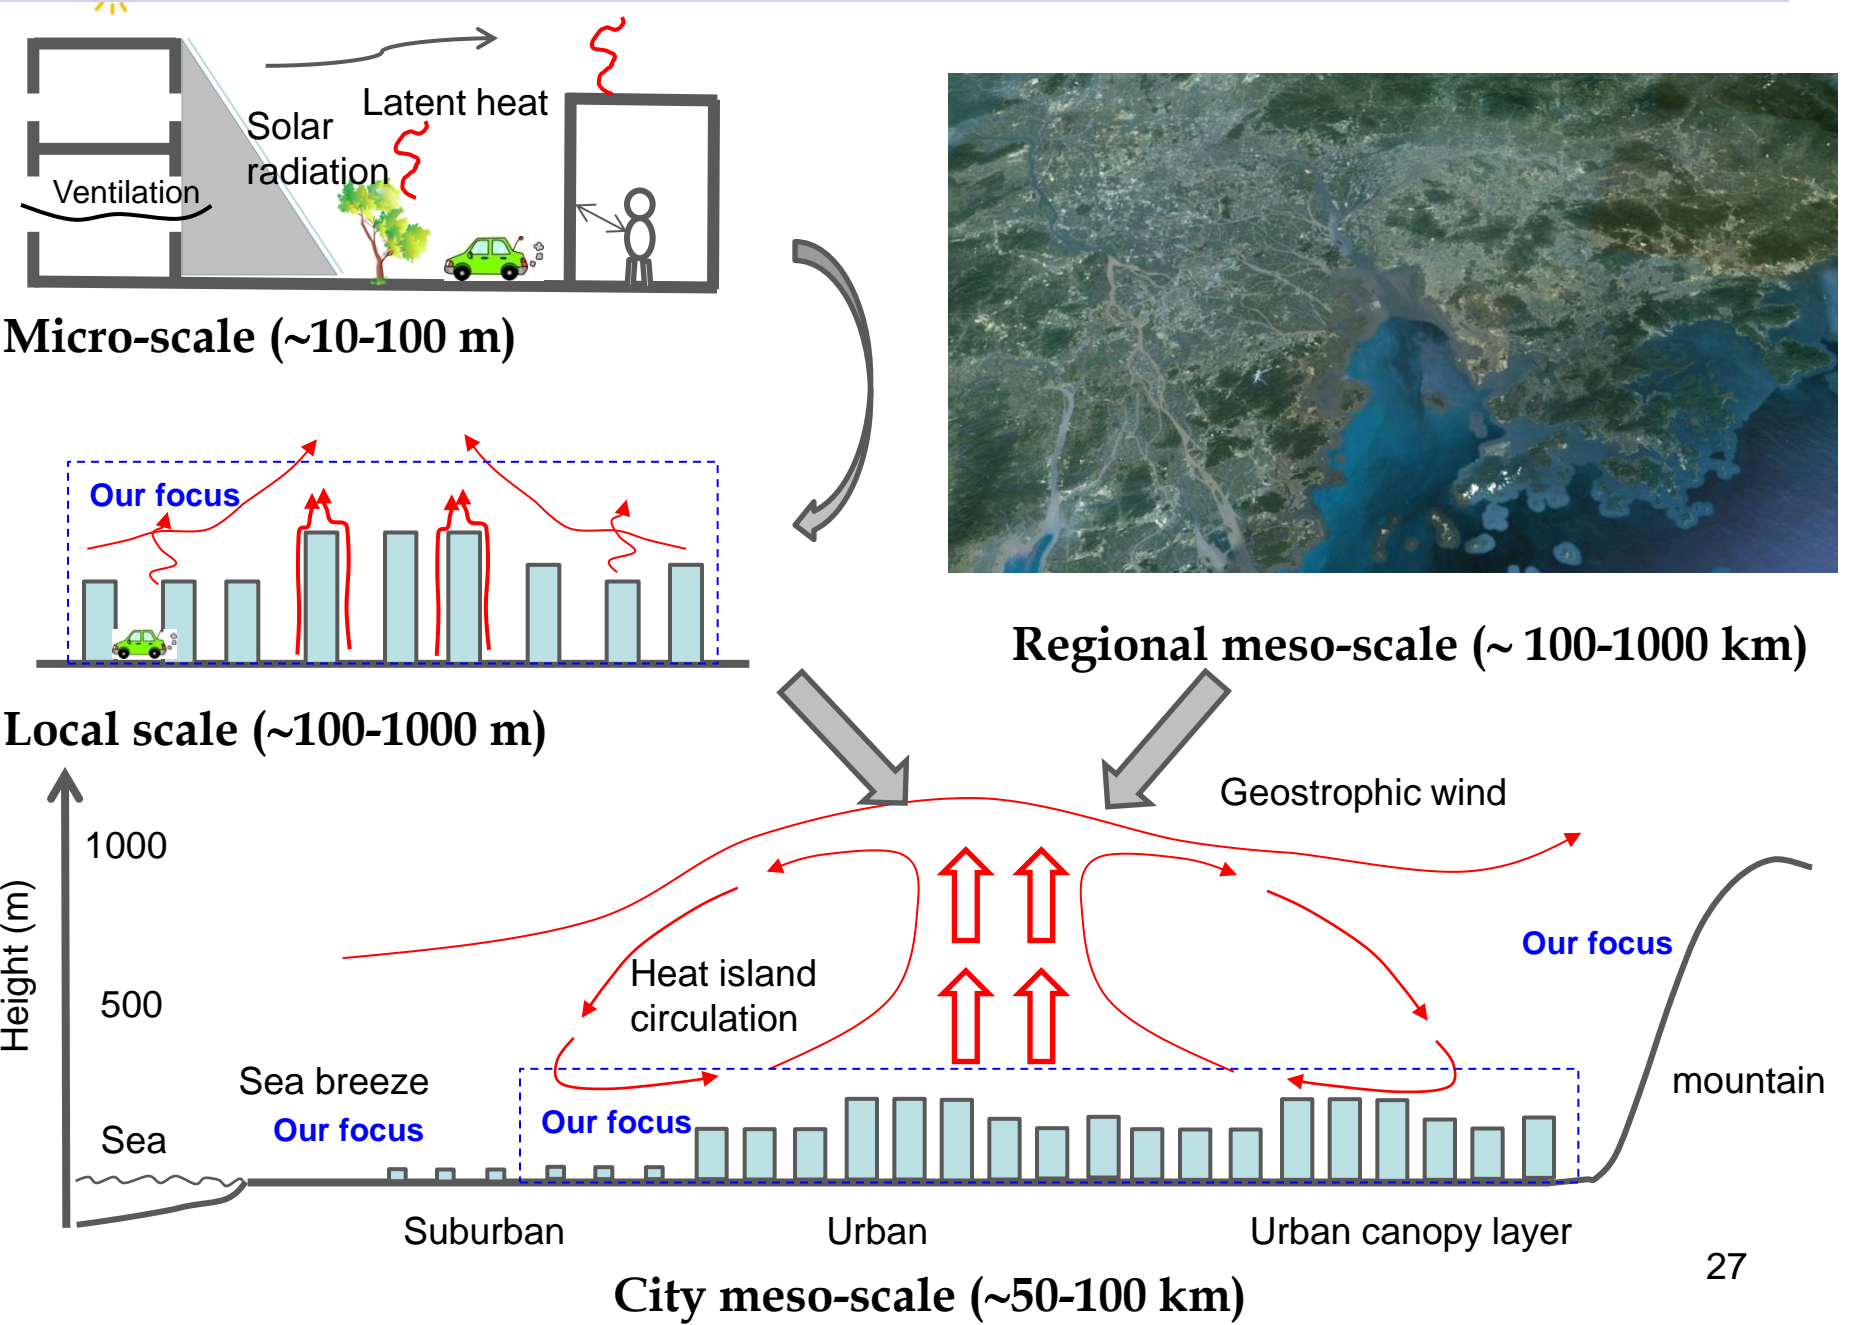 Latent heat
Solar
radiation
Ventilation
Micro-scale (~10-100 m)
Our focus
Local scale (~100-1000 m)
Regional meso-scale (~ 100-1000 km)
Geostrophic wind
1000
Height (m)
500
Our focus
Heat island
circulation
Sea breeze
Our focus
Our focus
mountain
Sea
Suburban
Urban
Urban canopy layer
City meso-scale (~50-100 km)
27